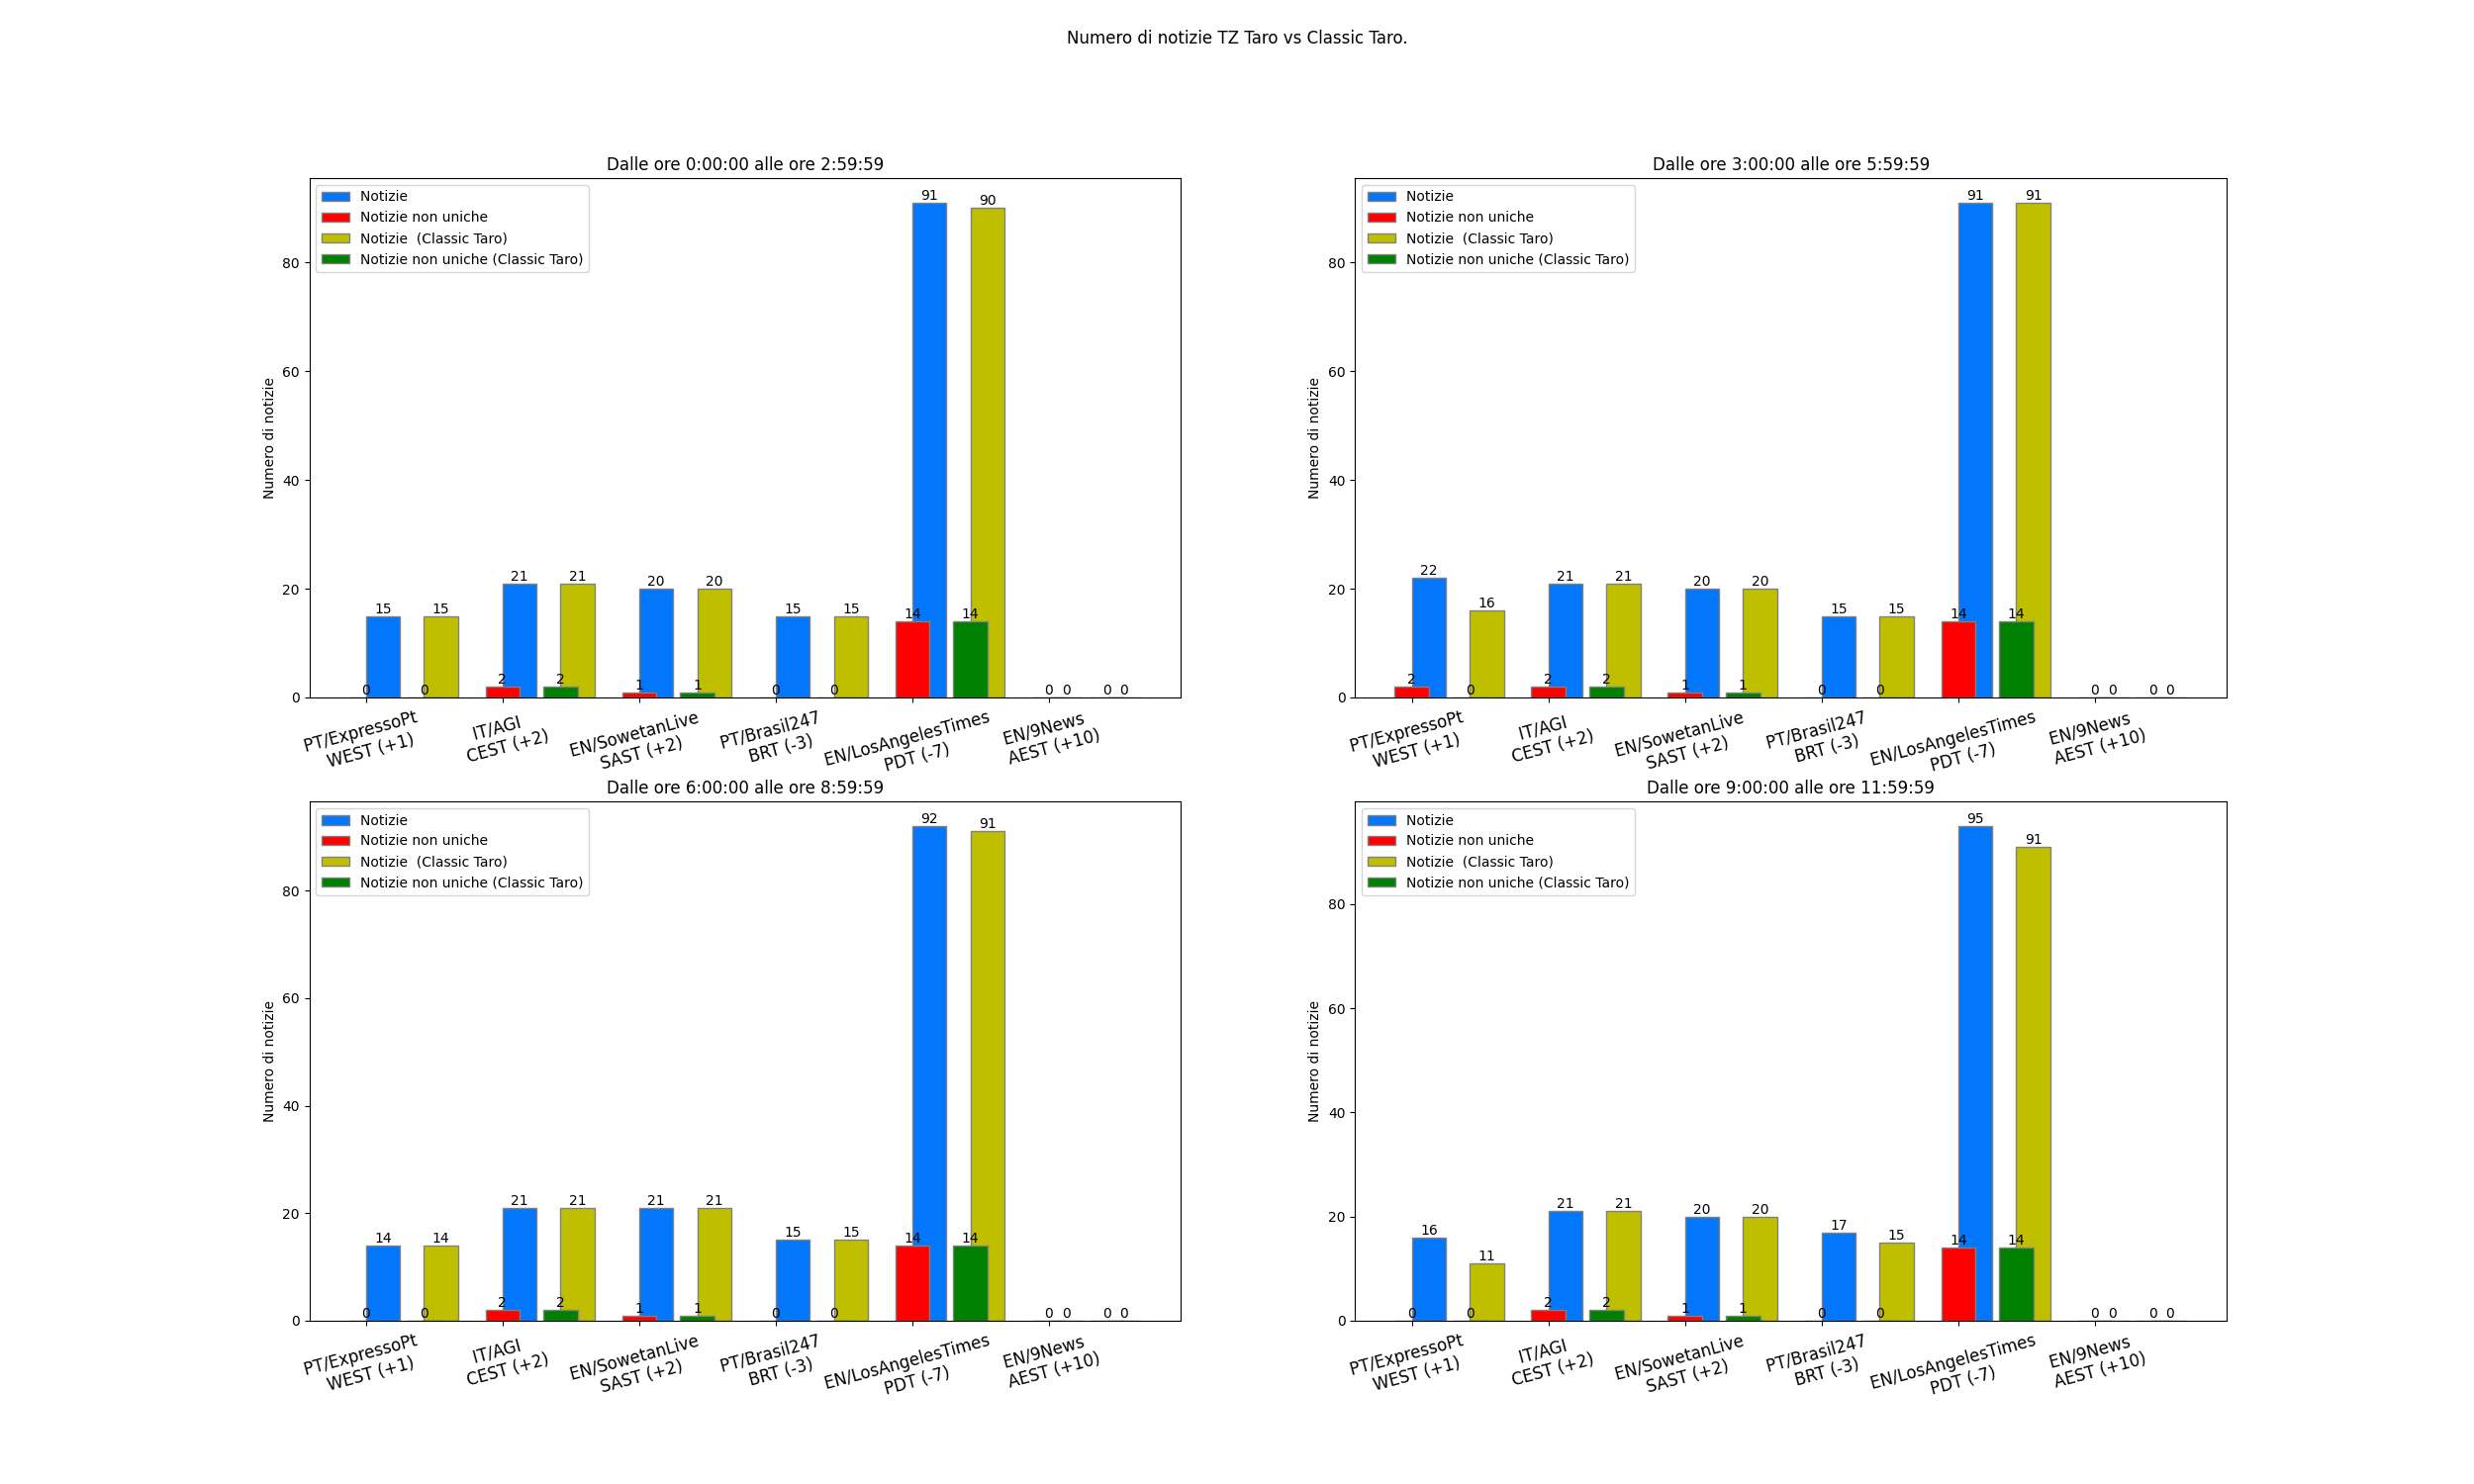 Numero di notizie TZ Taro vs Classic Taro.
Dalle ore 0:00:00 alle ore 2:59:59
Notizie
Notizie non uniche
Notizie  (Classic Taro)
Notizie non uniche (Classic Taro)
Numero di notizie
80
60
40
20
0
91
90
15
15
21
21
20
20
15
15
14
14
0
0
2
2
1
1
0
0
0
0
0
0
PT/ExpressoPt
WEST (+1)
IT/AGI
CEST (+2)
EN/SowetanLive
SAST (+2)
PT/Brasil247
BRT (-3)
EN/LosAngelesTimes
PDT (-7)
EN/9News
AEST (+10)
Dalle ore 3:00:00 alle ore 5:59:59
Notizie
Notizie non uniche
Notizie  (Classic Taro)
Notizie non uniche (Classic Taro)
Numero di notizie
80
60
40
20
0
91
91
22
16
21
21
20
20
15
15
14
14
2
0
2
2
1
1
0
0
0
0
0
0
PT/ExpressoPt
WEST (+1)
IT/AGI
CEST (+2)
EN/SowetanLive
SAST (+2)
PT/Brasil247
BRT (-3)
EN/LosAngelesTimes
PDT (-7)
EN/9News
AEST (+10)
Dalle ore 6:00:00 alle ore 8:59:59
Notizie
Notizie non uniche
Notizie  (Classic Taro)
Notizie non uniche (Classic Taro)
Numero di notizie
80
60
40
20
0
92
91
14
14
21
21
21
21
15
15
14
14
0
0
2
2
1
1
0
0
0
0
0
0
PT/ExpressoPt
WEST (+1)
IT/AGI
CEST (+2)
EN/SowetanLive
SAST (+2)
PT/Brasil247
BRT (-3)
EN/LosAngelesTimes
PDT (-7)
EN/9News
AEST (+10)
Dalle ore 9:00:00 alle ore 11:59:59
Notizie
Notizie non uniche
Notizie  (Classic Taro)
Notizie non uniche (Classic Taro)
Numero di notizie
80
60
40
20
0
95
91
16
11
21
21
20
20
17
15
14
14
0
0
2
2
1
1
0
0
0
0
0
0
PT/ExpressoPt
WEST (+1)
IT/AGI
CEST (+2)
EN/SowetanLive
SAST (+2)
PT/Brasil247
BRT (-3)
EN/LosAngelesTimes
PDT (-7)
EN/9News
AEST (+10)